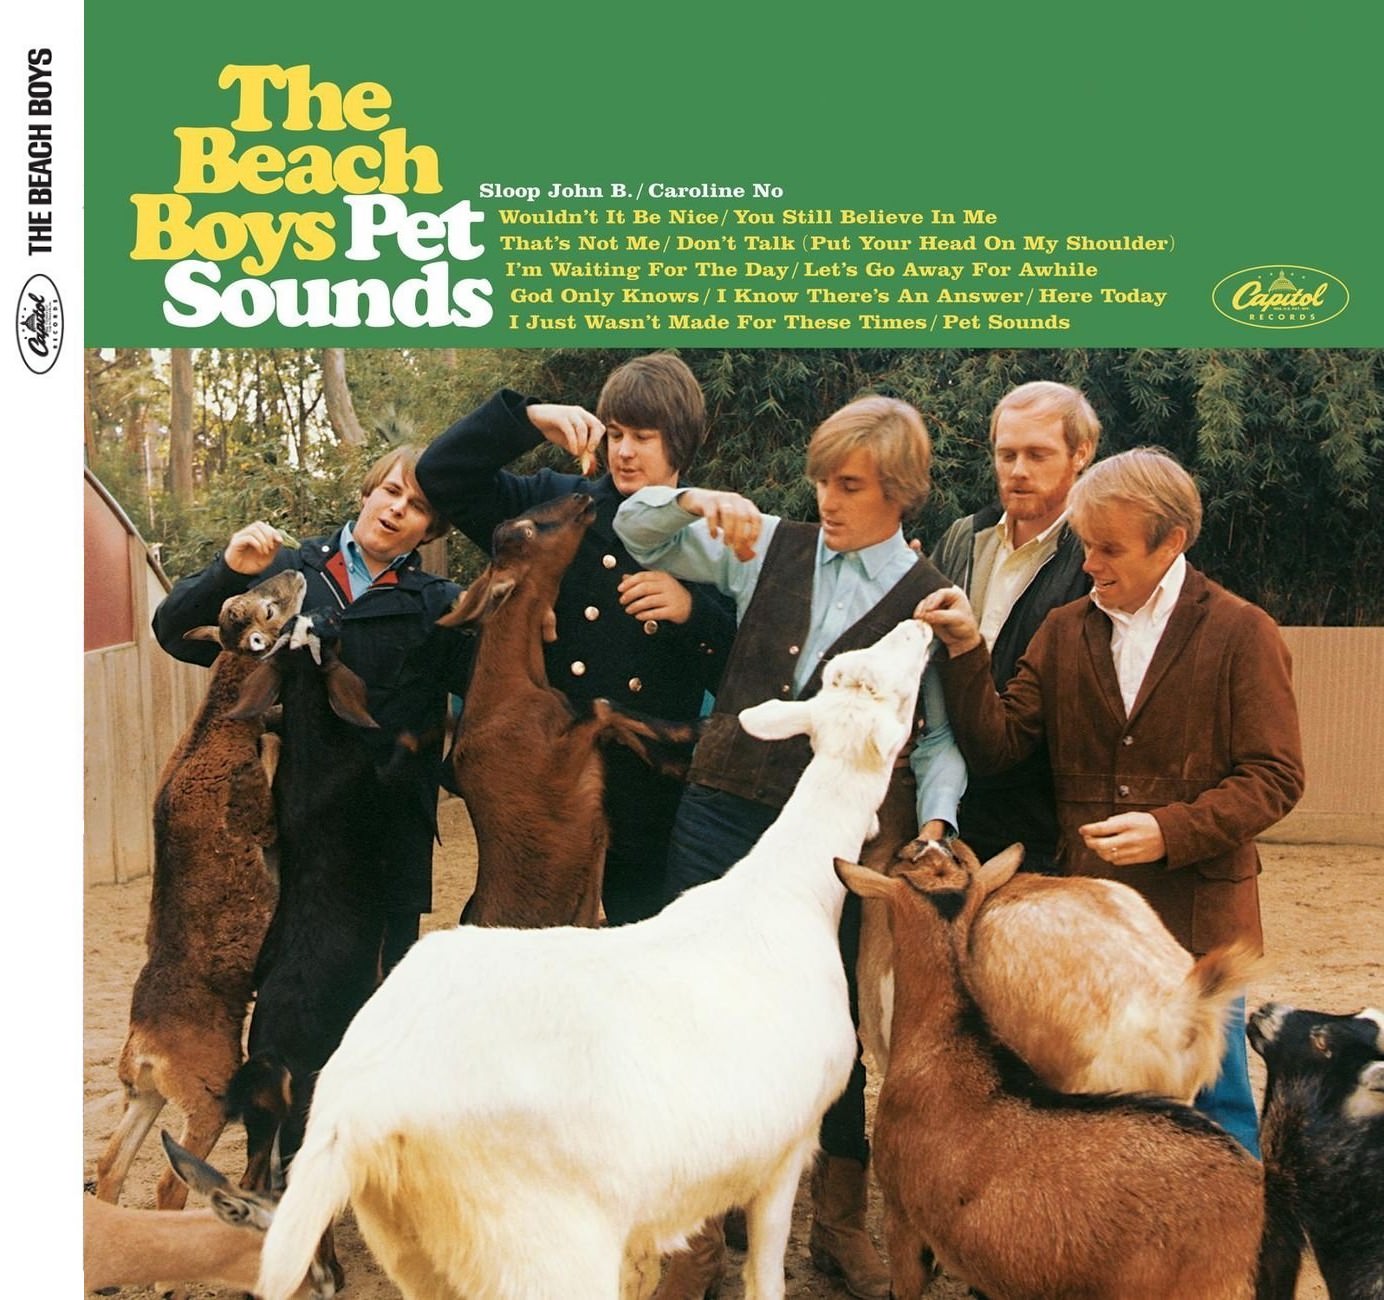 THE BEACH BOYS
Capitol
RECORDS
The
Beach
Boys Pet
Sounds
Sloop John B. / Caroline No
Wouldn't It Be Nice / You Still Believe In Me
That's Not Me / Don't Talk (Put Your Head On My Shoulder)
I'm Waiting For The Day / Let's Go Away For Awhile
God Only Knows / I Know There's An Answer / Here Today
I Just Wasn't Made For These Times / Pet Sounds
Capitol
RECORDS